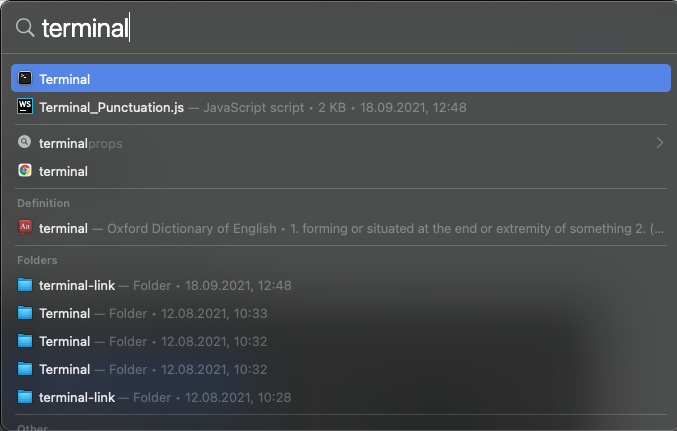 terminal
Terminal
Terminal_Punctuation.js — JavaScript script • 2 KB • 18.09.2021, 12:48
terminalprops
terminal
Definition
terminal — Oxford Dictionary of English • 1. forming or situated at the end or extremity of something 2. (...
Folders
terminal-link — Folder • 18.09.2021, 12:48
Terminal — Folder • 12.08.2021, 10:33
Terminal — Folder • 12.08.2021, 10:32
Terminal — Folder • 12.08.2021, 10:32
terminal-link — Folder • 12.08.2021, 10:28
Other